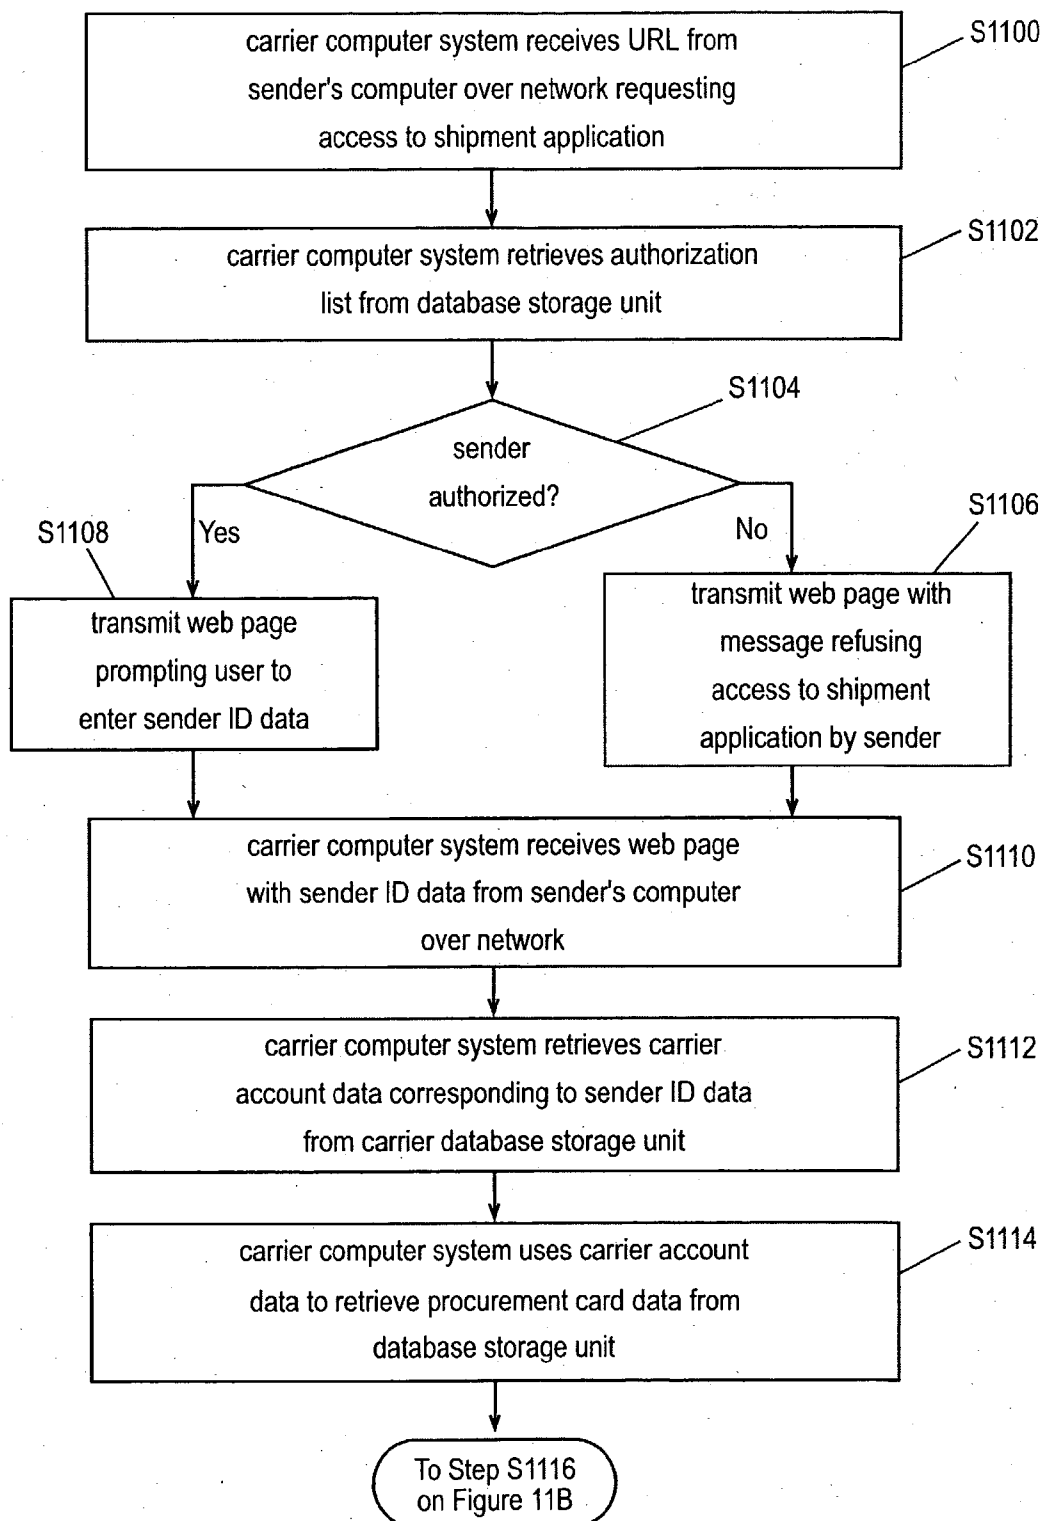 carrier computer system receives URL from
sender's computer over network requesting
access to shipment application
S1100
carrier computer system retrieves authorization
list from database storage unit
S1102
sender
authorized?
S1104
Yes
No
S1108
transmit web page
prompting user to
enter sender ID data
S1106
transmit web page with
message refusing
access to shipment
application by sender
carrier computer system receives web page
with sender ID data from sender's computer
over network
S1110
carrier computer system retrieves carrier
account data corresponding to sender ID data
from carrier database storage unit
S1112
carrier computer system uses carrier account
data to retrieve procurement card data from
database storage unit
S1114
To Step S1116
on Figure 11B